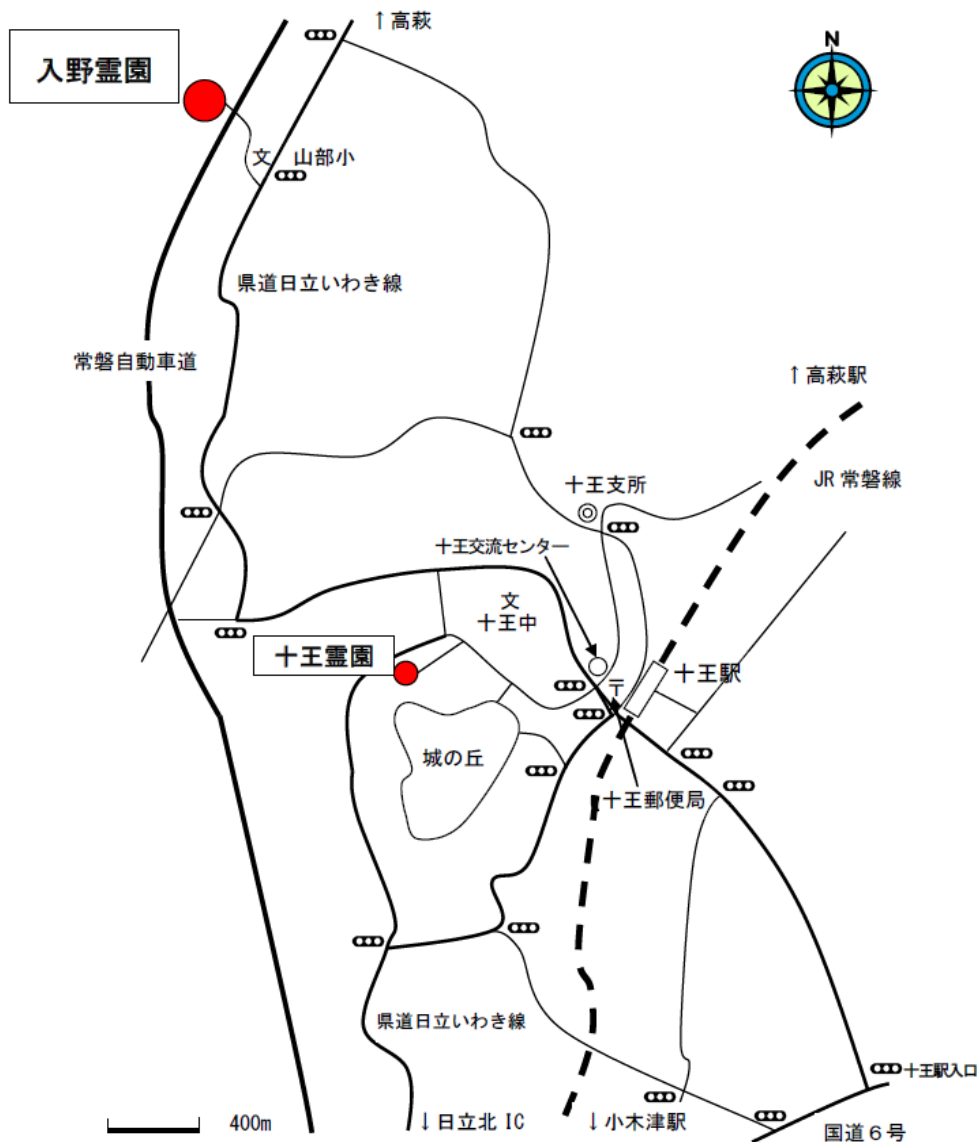 ↑高萩
N
入野霊園
文 山部小
県道日立いわき線
常磐自動車道
↑高萩駅
JR 常磐線
十王支所
十王交流センター
文
十王中
十王霊園
〒
十王駅
城の丘
十王郵便局
県道日立いわき線
十王駅入口
400m
↓日立北 IC
↓小木津駅
国道6号